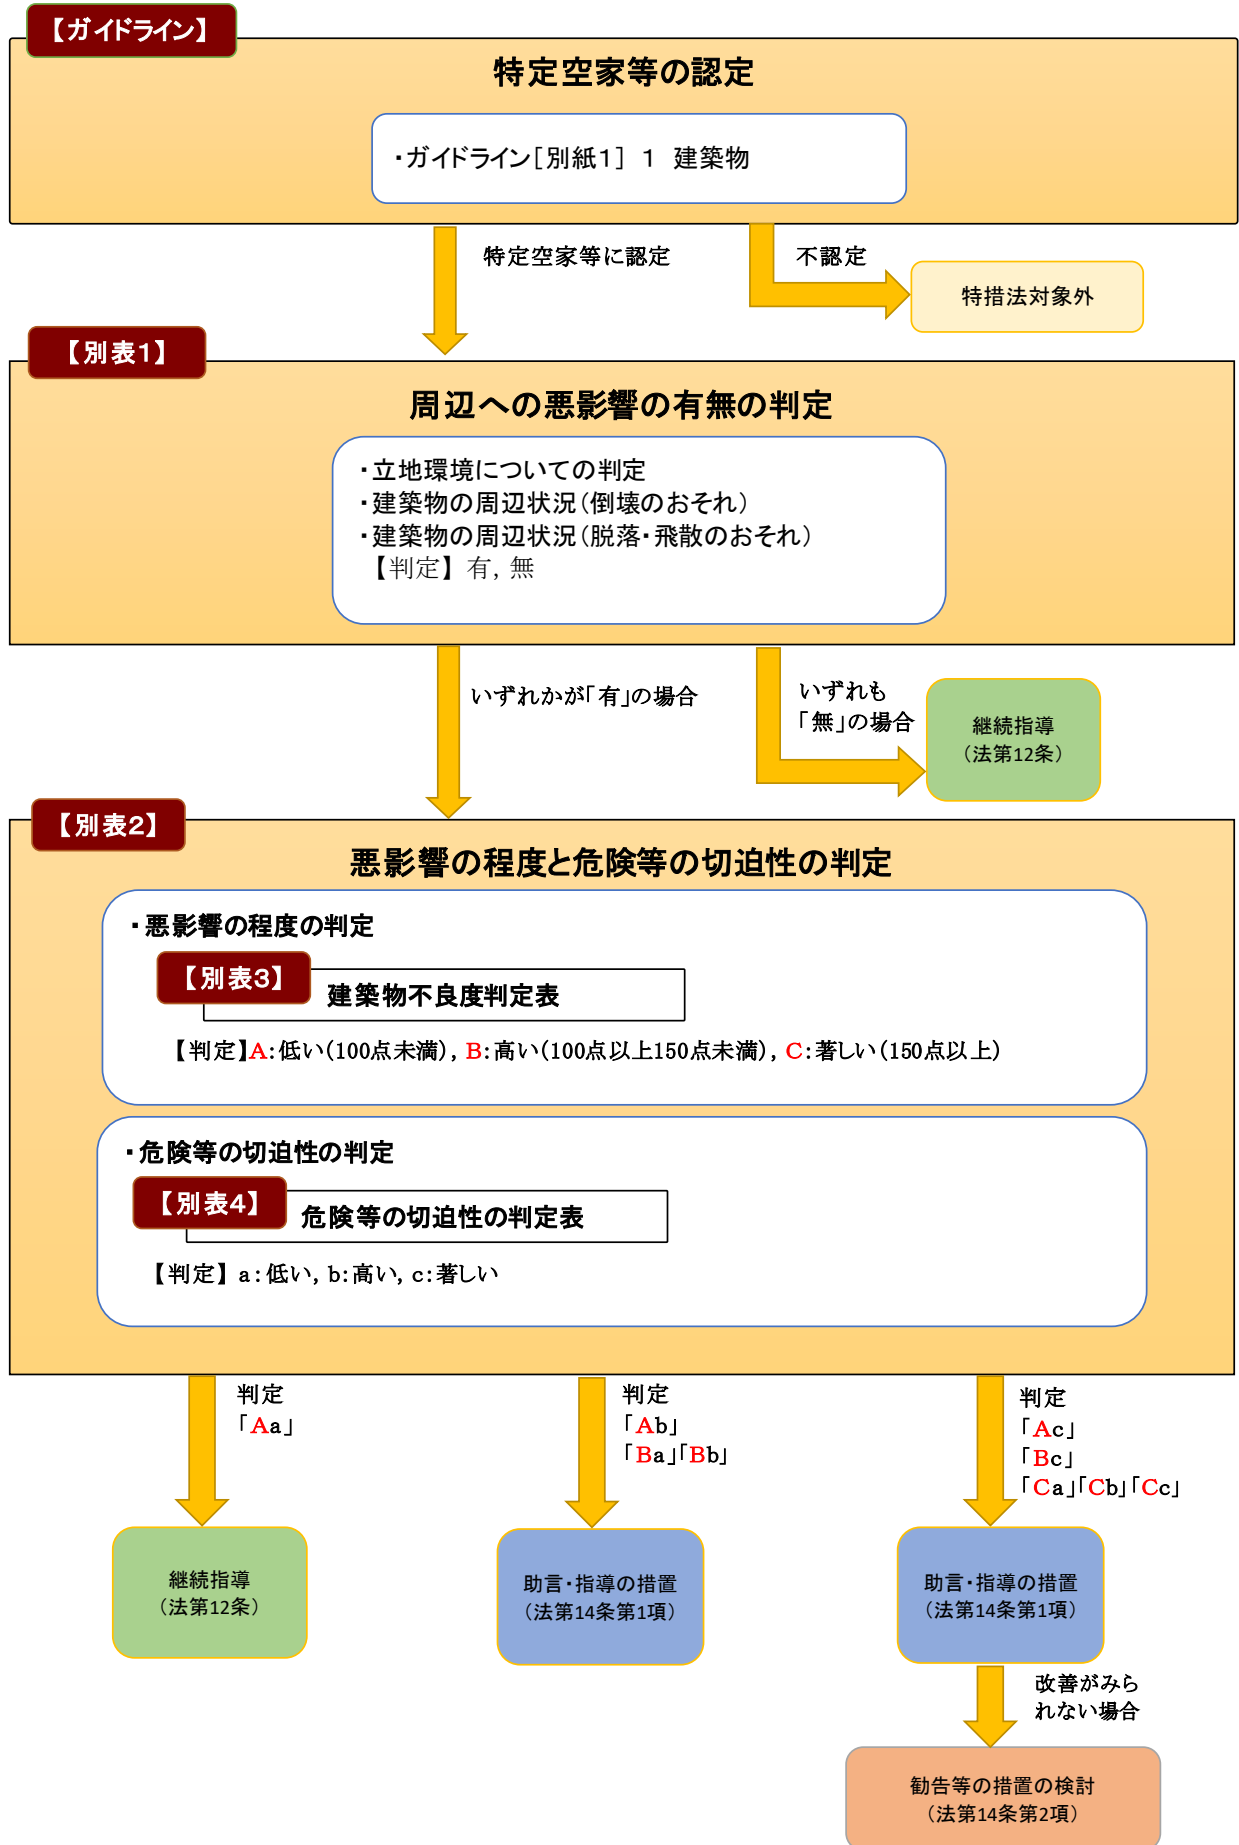 【ガイドライン】
特定空家等の認定
・ガイドライン[別紙1] 1 建築物
特定空家等に認定
不認定
特措法対象外
【別表1】
周辺への悪影響の有無の判定
・立地環境についての判定
・建築物の周辺状況(倒壊のおそれ)
・建築物の周辺状況(脱落・飛散のおそれ)
【判定】 有, 無
いずれかが「有」の場合
いずれも
「無」の場合
継続指導
(法第12条)
【別表2】
悪影響の程度と危険等の切迫性の判定
・悪影響の程度の判定
【別表3】
建築物不良度判定表
【判定】A:低い(100点未満), B:高い(100点以上150点未満), C:著しい(150点以上)
・危険等の切迫性の判定
【別表4】
危険等の切迫性の判定表
【判定】 a:低い, b:高い, c:著しい
判定
「Aa」
判定
「Ab」
「Ba」「Bb」
判定
「Ac」
「Bc」
「Ca」「Cb」「Cc」
継続指導
(法第12条)
助言・指導の措置
(法第14条第1項)
助言・指導の措置
(法第14条第1項)
改善がみら
れない場合
勧告等の措置の検討
(法第14条第2項)